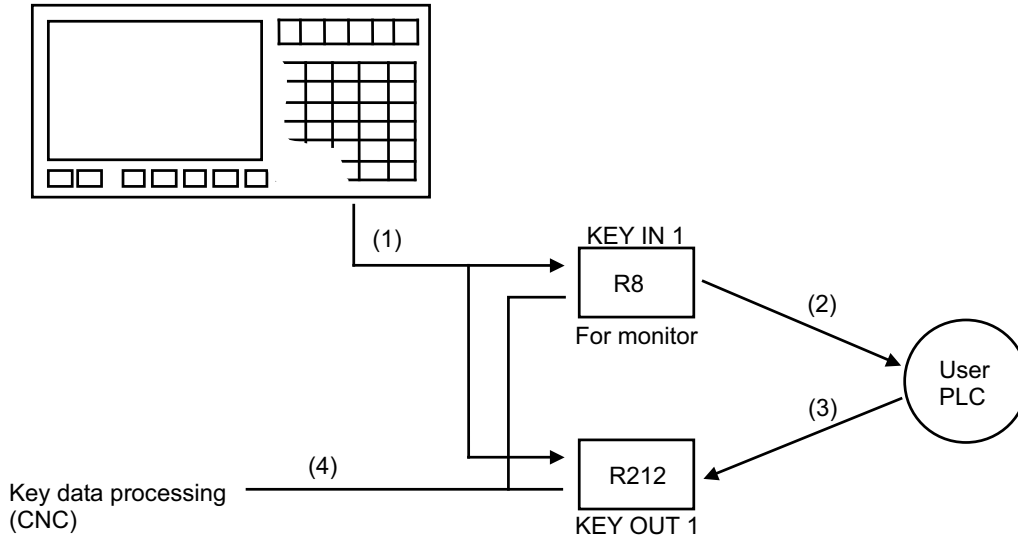 (1)
KEY IN 1
R8
For monitor
(2)
User
PLC
(3)
R212
KEY OUT 1
(4)
Key data processing
(CNC)